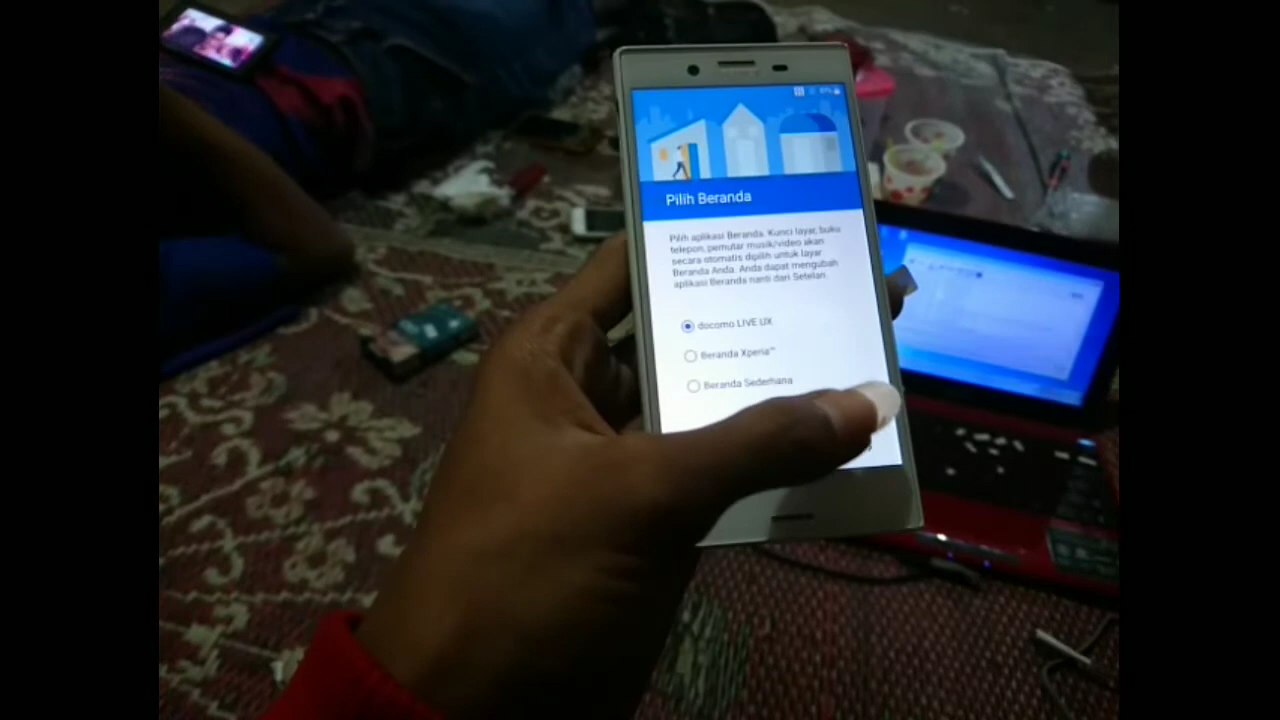 Pilih Beranda
Pilih aplikasi Beranda. Kunci layar, buku
telepon, pemutar musik/video akan
secara otomatis dipilih untuk layar
Beranda Anda. Anda dapat mengubah
aplikasi Beranda nanti dari Setelan.
docomo LIVE UX
Beranda Xperia™
Beranda Sederhana